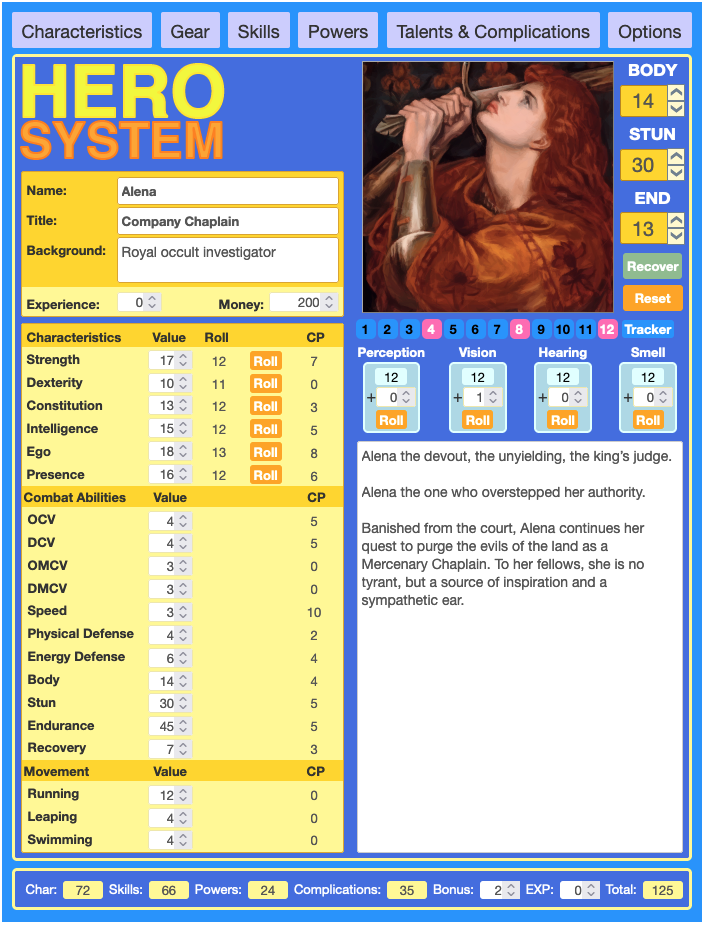 Characteristics Gear Skills Powers Talents & Complications Options
HERO
SYSTEM
Name: Alena
Title: Company Chaplain
Background: Royal occult investigator
Experience: 0 Money: 200
BODY
14
STUN
30
END
13
Recover
Reset
1 2 3 4 5 6 7 8 9 10 11 12 Tracker
Perception Vision Hearing Smell
12 12 12 12
+ 0 + 1 + 0 + 0
Roll Roll Roll Roll
Characteristics Value Roll CP
Strength 17 12 Roll 7
Dexterity 10 11 Roll 0
Constitution 13 12 Roll 3
Intelligence 15 12 Roll 5
Ego 18 13 Roll 8
Presence 16 12 Roll 6
Combat Abilities Value CP
OCV 4 5
DCV 4 5
OMCV 3 0
DMCV 3 0
Speed 3 10
Physical Defense 4 2
Energy Defense 6 4
Body 14 4
Stun 30 5
Endurance 45 5
Recovery 7 3
Movement Value CP
Running 12 0
Leaping 4 0
Swimming 4 0
Alena the devout, the unyielding, the king's judge.
Alena the one who overstepped her authority.
Banished from the court, Alena continues her
quest to purge the evils of the land as a
Mercenary Chaplain. To her fellows, she is no
tyrant, but a source of inspiration and a
sympathetic ear.
Char: 72 Skills: 66 Powers: 24 Complications: 35 Bonus: 2 EXP: 0 Total: 125